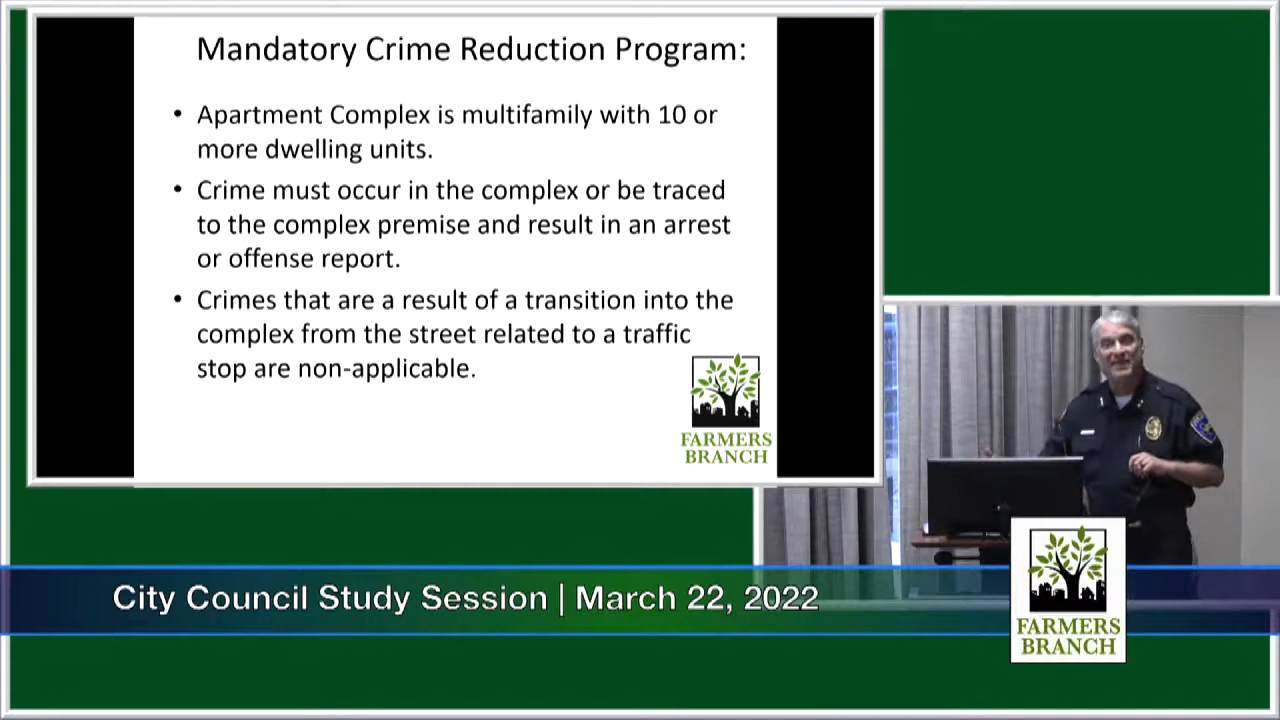 Mandatory Crime Reduction Program:
• Apartment Complex is multifamily with 10 or
more dwelling units.
• Crime must occur in the complex or be traced
to the complex premise and result in an arrest
or offense report.
• Crimes that are a result of a transition into the
complex from the street related to a traffic
stop are non-applicable.
FARMERS
BRANCH
City Council Study Session | March 22, 2022
FARMERS
BRANCH